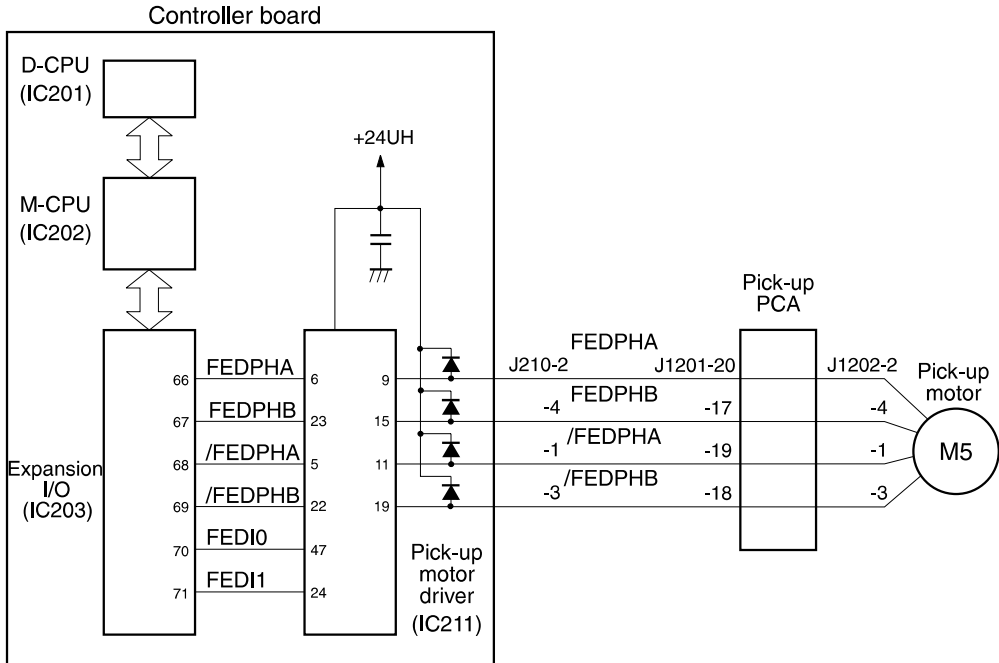 Controller board
D-CPU
(IC201)
+24UH
M-CPU
(IC202)
Pick-up
PCA
FEDPHA
J210-2
J1201-20
J1202-2
Pick-up
motor
66
FEDPHA
6
9
FEDPHB
-4
-17
-4
67
FEDPHB
23
15
/FEDPHA
-1
-19
-1
M5
68
/FEDPHA
5
11
/FEDPHB
-3
-18
-3
Expansion
I/O
(IC203)
69
/FEDPHB
22
19
70
FEDI0
47
71
FEDI1
24
Pick-up
motor
driver
(IC211)